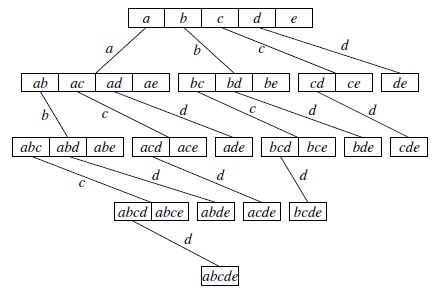 a b c d e
a b c d
ab ac ad ae bc bd be cd ce de
b c d c d d
abc abd abe acd ace ade bcd bce bde cde
c d d d
abcd abce abde acde bcde
d
abcde